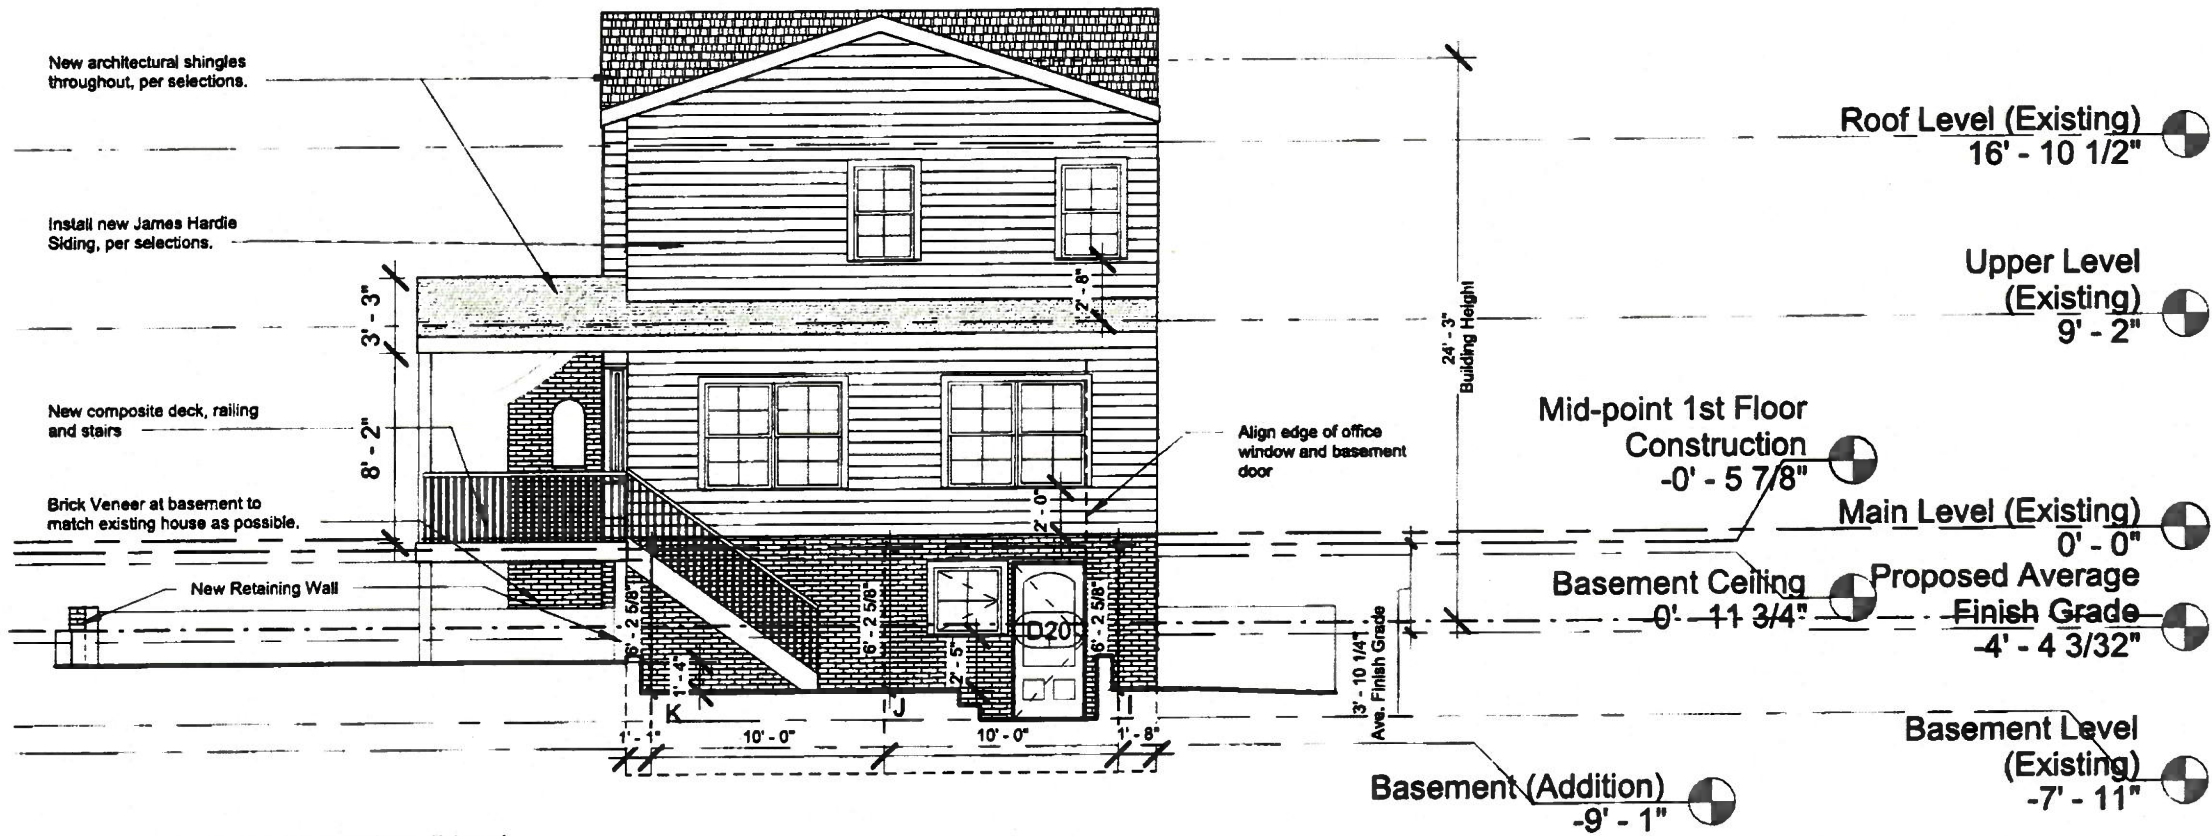 New architectural shingles
throughout, per selections.
Roof Level (Existing)
16' - 10 1/2"
Install new James Hardie
Siding, per selections.
Upper Level
(Existing)
9' - 2"
3' - 3"
2' - 8"
24' - 3"
Building Height
New composite deck, railing
and stairs
8' - 2"
Align edge of office
window and basement
door
Mid-point 1st Floor
Construction
-0' - 5 7/8"
Brick Veneer at basement to
match existing house as possible.
2' - 0"
Main Level (Existing)
0' - 0"
New Retaining Wall
Basement Ceiling
-0' - 11 3/4"
Proposed Average
Finish Grade
-4' - 4 3/32"
6' - 2 5/8"
6' - 2 5/8"
6' - 2 5/8"
D20
1' - 4"
2' - 5"
3' - 10 1/4"
Ave. Finish Grade
K
J
I
1' - 1"
10' - 0"
10' - 0"
1' - 8"
Basement Level
(Existing)
-7' - 11"
Basement (Addition)
-9' - 1"